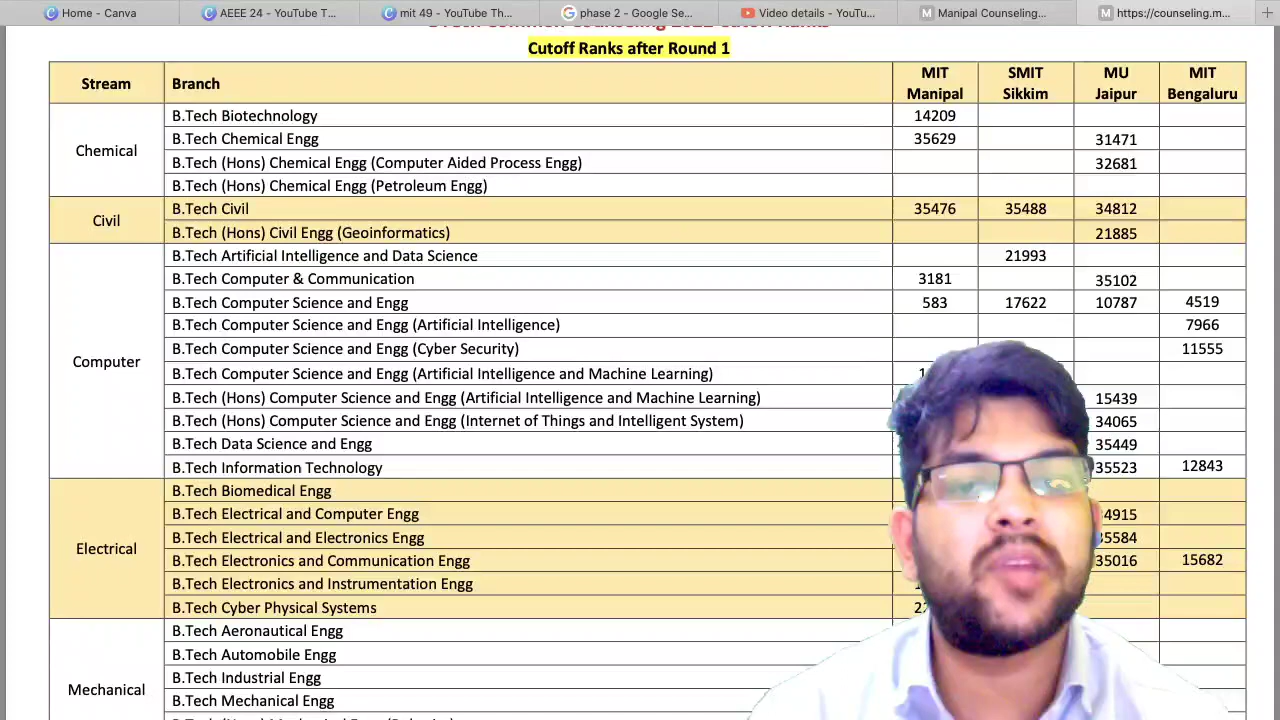 Home - Canva
AEEE 24 - YouTube T...
mit 49 - YouTube Th...
phase 2 - Google Se...
Video details - YouTu...
Manipal Counseling...
https://counseling.m...
Cutoff Ranks after Round 1
Stream Branch MIT Manipal SMIT Sikkim MU Jaipur MIT Bengaluru
Chemical
B.Tech Biotechnology 14209
B.Tech Chemical Engg 35629 31471
B.Tech (Hons) Chemical Engg (Computer Aided Process Engg) 32681
B.Tech (Hons) Chemical Engg (Petroleum Engg)
Civil
B.Tech Civil 35476 35488 34812
B.Tech (Hons) Civil Engg (Geoinformatics) 21885
Computer
B.Tech Artificial Intelligence and Data Science 21993
B.Tech Computer & Communication 3181 35102
B.Tech Computer Science and Engg 583 17622 10787 4519
B.Tech Computer Science and Engg (Artificial Intelligence) 7966
B.Tech Computer Science and Engg (Cyber Security) 11555
B.Tech Computer Science and Engg (Artificial Intelligence and Machine Learning)
B.Tech (Hons) Computer Science and Engg (Artificial Intelligence and Machine Learning) 15439
B.Tech (Hons) Computer Science and Engg (Internet of Things and Intelligent System) 34065
B.Tech Data Science and Engg 35449
B.Tech Information Technology 35523 12843
Electrical
B.Tech Biomedical Engg
B.Tech Electrical and Computer Engg 4915
B.Tech Electrical and Electronics Engg 5584
B.Tech Electronics and Communication Engg 35016 15682
B.Tech Electronics and Instrumentation Engg
B.Tech Cyber Physical Systems
Mechanical
B.Tech Aeronautical Engg
B.Tech Automobile Engg
B.Tech Industrial Engg
B.Tech Mechanical Engg